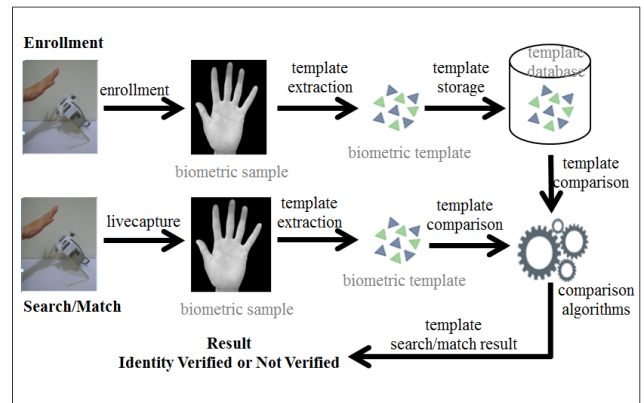 Enrollment
enrollment
template
extraction
template
storage
template
database
biometric sample
biometric template
template
comparison
livecapture
template
extraction
template
comparison
biometric sample
biometric template
comparison
algorithms
Search/Match
template
search/match result
Result
Identity Verified or Not Verified